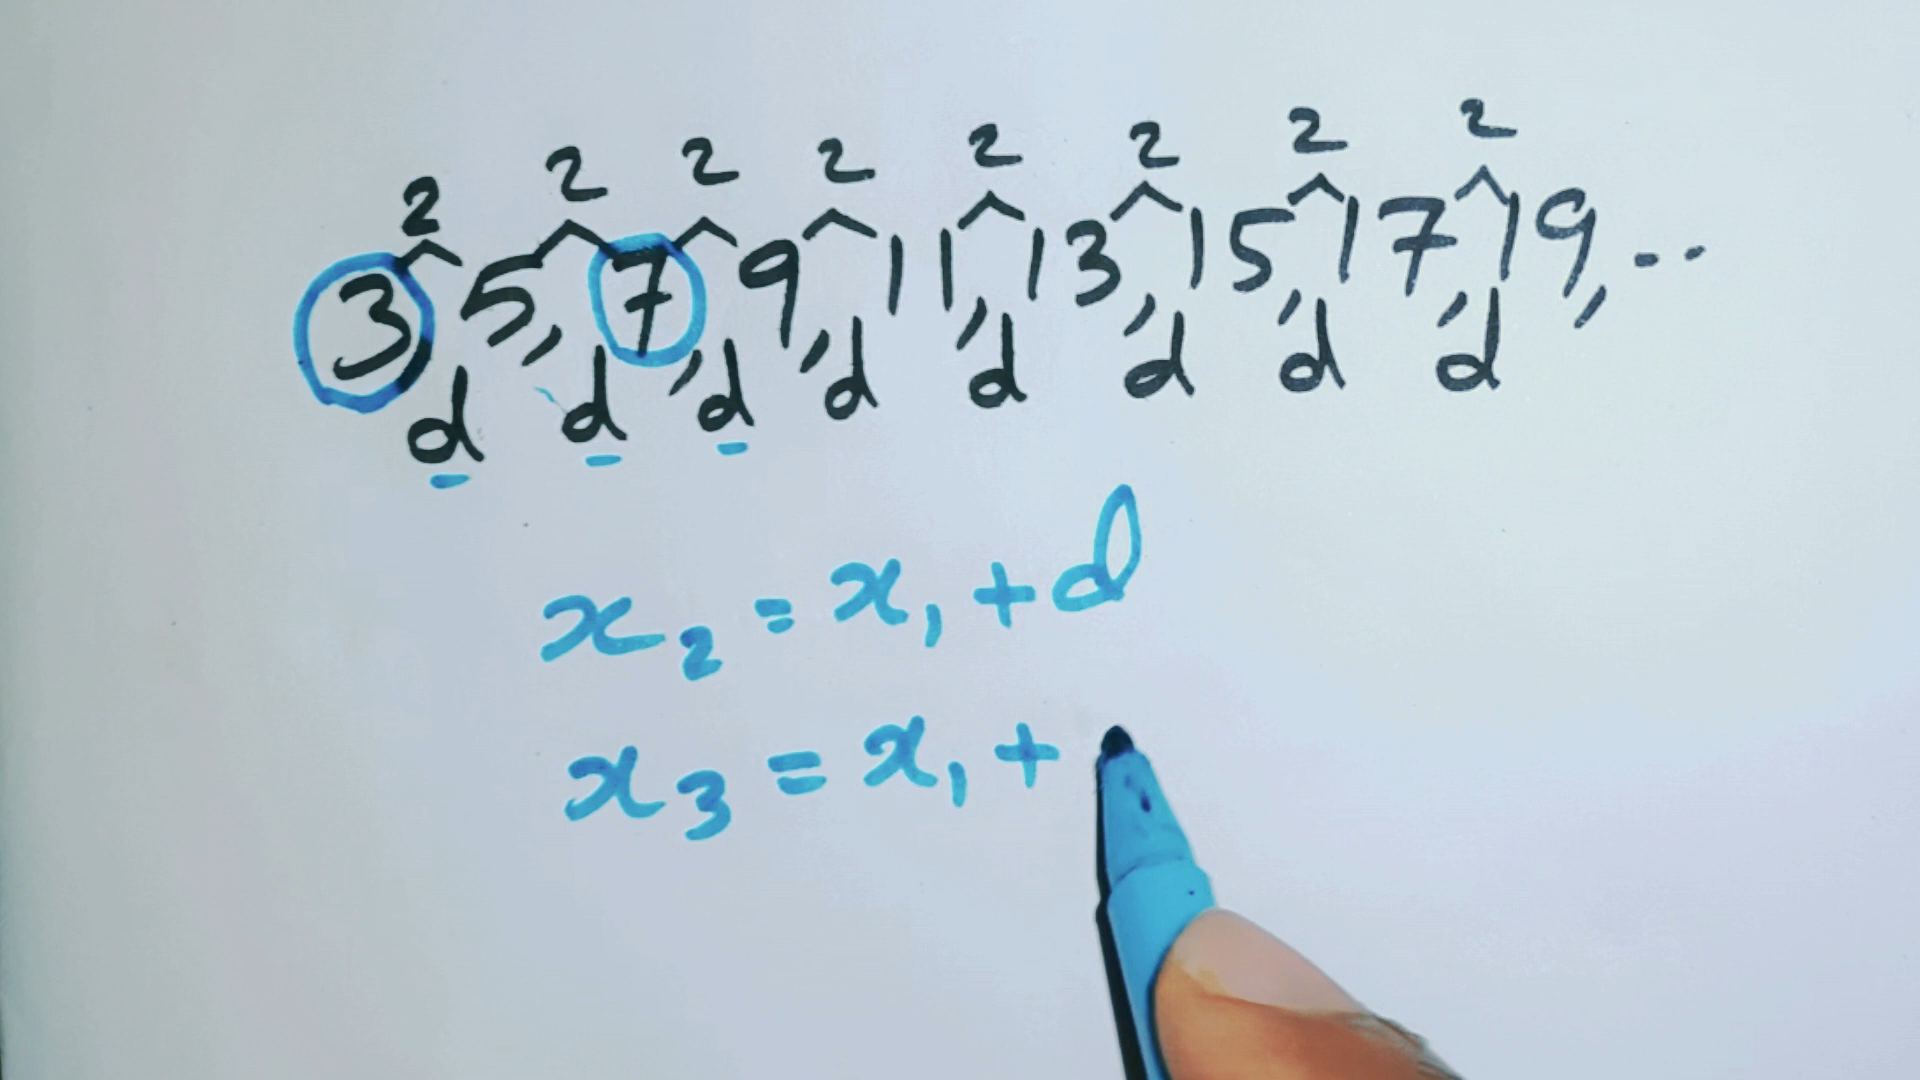 2 2 2 2 2 2 2 2
3 5, 7, 9, 11, 13, 15, 17, 19, ..
d d d d d d d d
x₂ = x₁ + d
x₃ = x₁ +